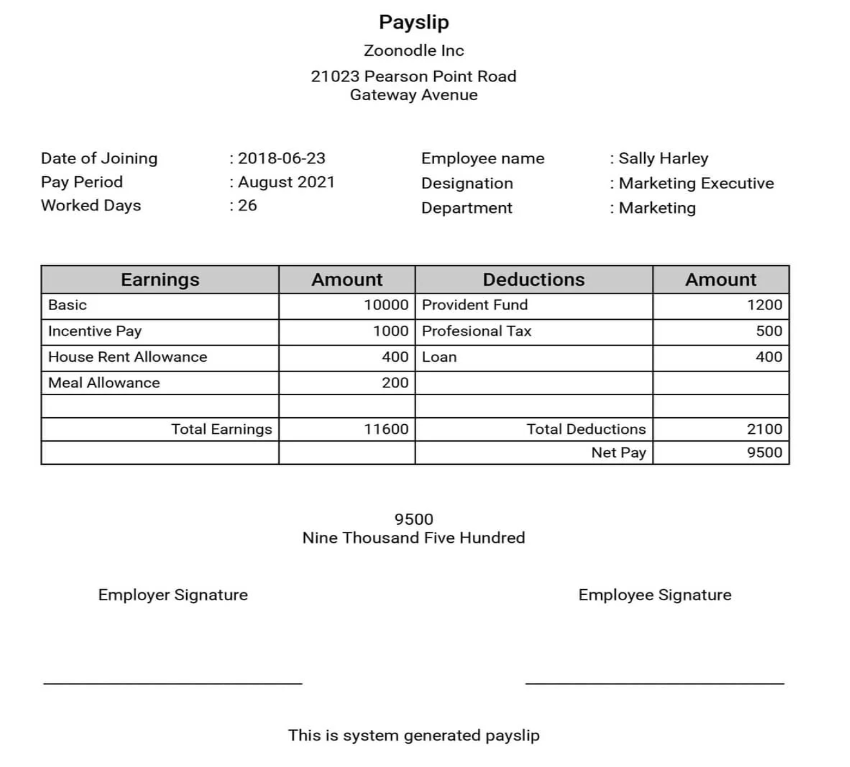 Payslip
Zoonodle Inc
21023 Pearson Point Road
Gateway Avenue
Date of Joining : 2018-06-23 Employee name : Sally Harley
Pay Period : August 2021 Designation : Marketing Executive
Worked Days : 26 Department : Marketing
Earnings Amount Deductions Amount
Basic 10000 Provident Fund 1200
Incentive Pay 1000 Profesional Tax 500
House Rent Allowance 400 Loan 400
Meal Allowance 200
Total Earnings 11600 Total Deductions 2100
Net Pay 9500
9500
Nine Thousand Five Hundred
Employer Signature Employee Signature
This is system generated payslip